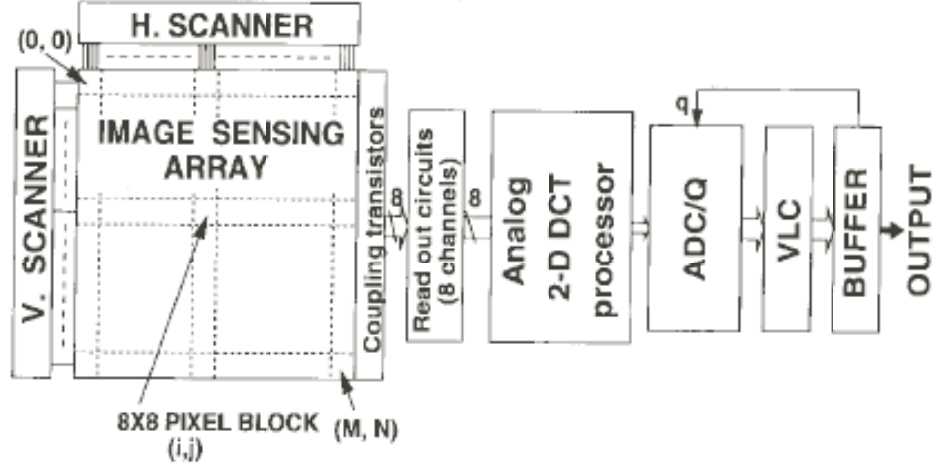 H. SCANNER
(0, 0)
V. SCANNER
IMAGE SENSING
ARRAY
Coupling transistors
8
Read out circuits
(8 channels)
8
Analog
2-D DCT
processor
q
ADC/Q
VLC
BUFFER
OUTPUT
8X8 PIXEL BLOCK
(i,j)
(M, N)